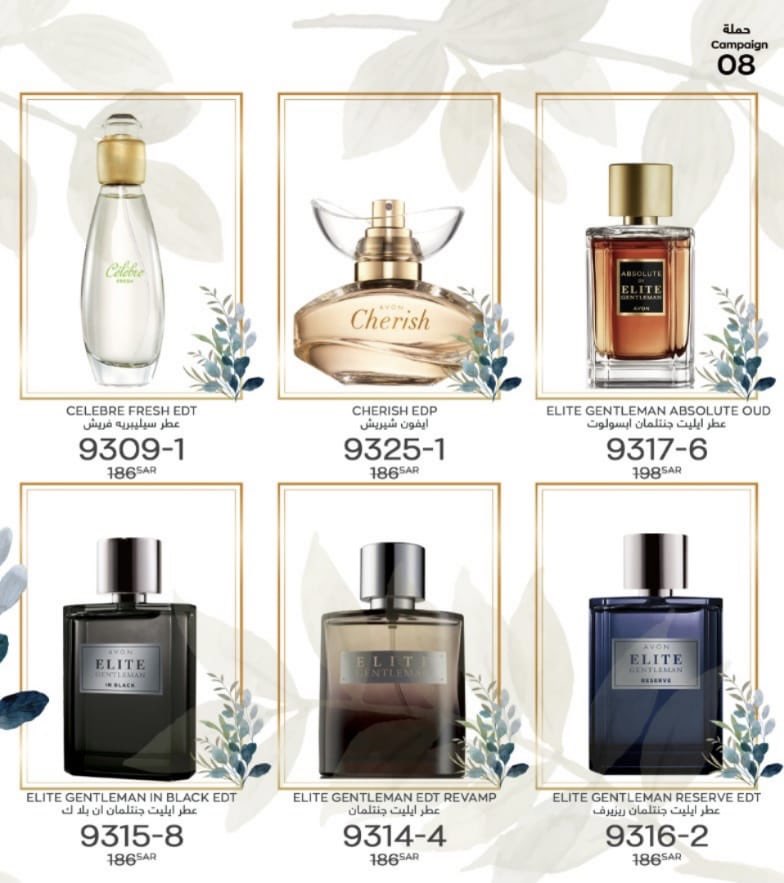 حملة
Campaign
08
Célebre
FRESH
CELEBRE FRESH EDT
عطر سيليبريه فريش
9309-1
186SAR
AVON
Cherish
CHERISH EDP
ايفون شيريش
9325-1
186SAR
ABSOLUTE
BY
ELITE
GENTLEMAN
AVON
ELITE GENTLEMAN ABSOLUTE OUD
عطر ايليت جنتلمان ابسولوت
9317-6
198SAR
AVON
ELITE
GENTLEMAN
IN BLACK
ELITE GENTLEMAN IN BLACK EDT
عطر ايليت جنتلمان ان بلا ك
9315-8
186SAR
ELITE
GENTLEMAN
ELITE GENTLEMAN EDT REVAMP
عطر ايليت جنتلمان
9314-4
186SAR
AVON
ELITE
GENTLEMAN
RESERVE
ELITE GENTLEMAN RESERVE EDT
عطر ايليت جنتلمان ريزيرف
9316-2
186SAR